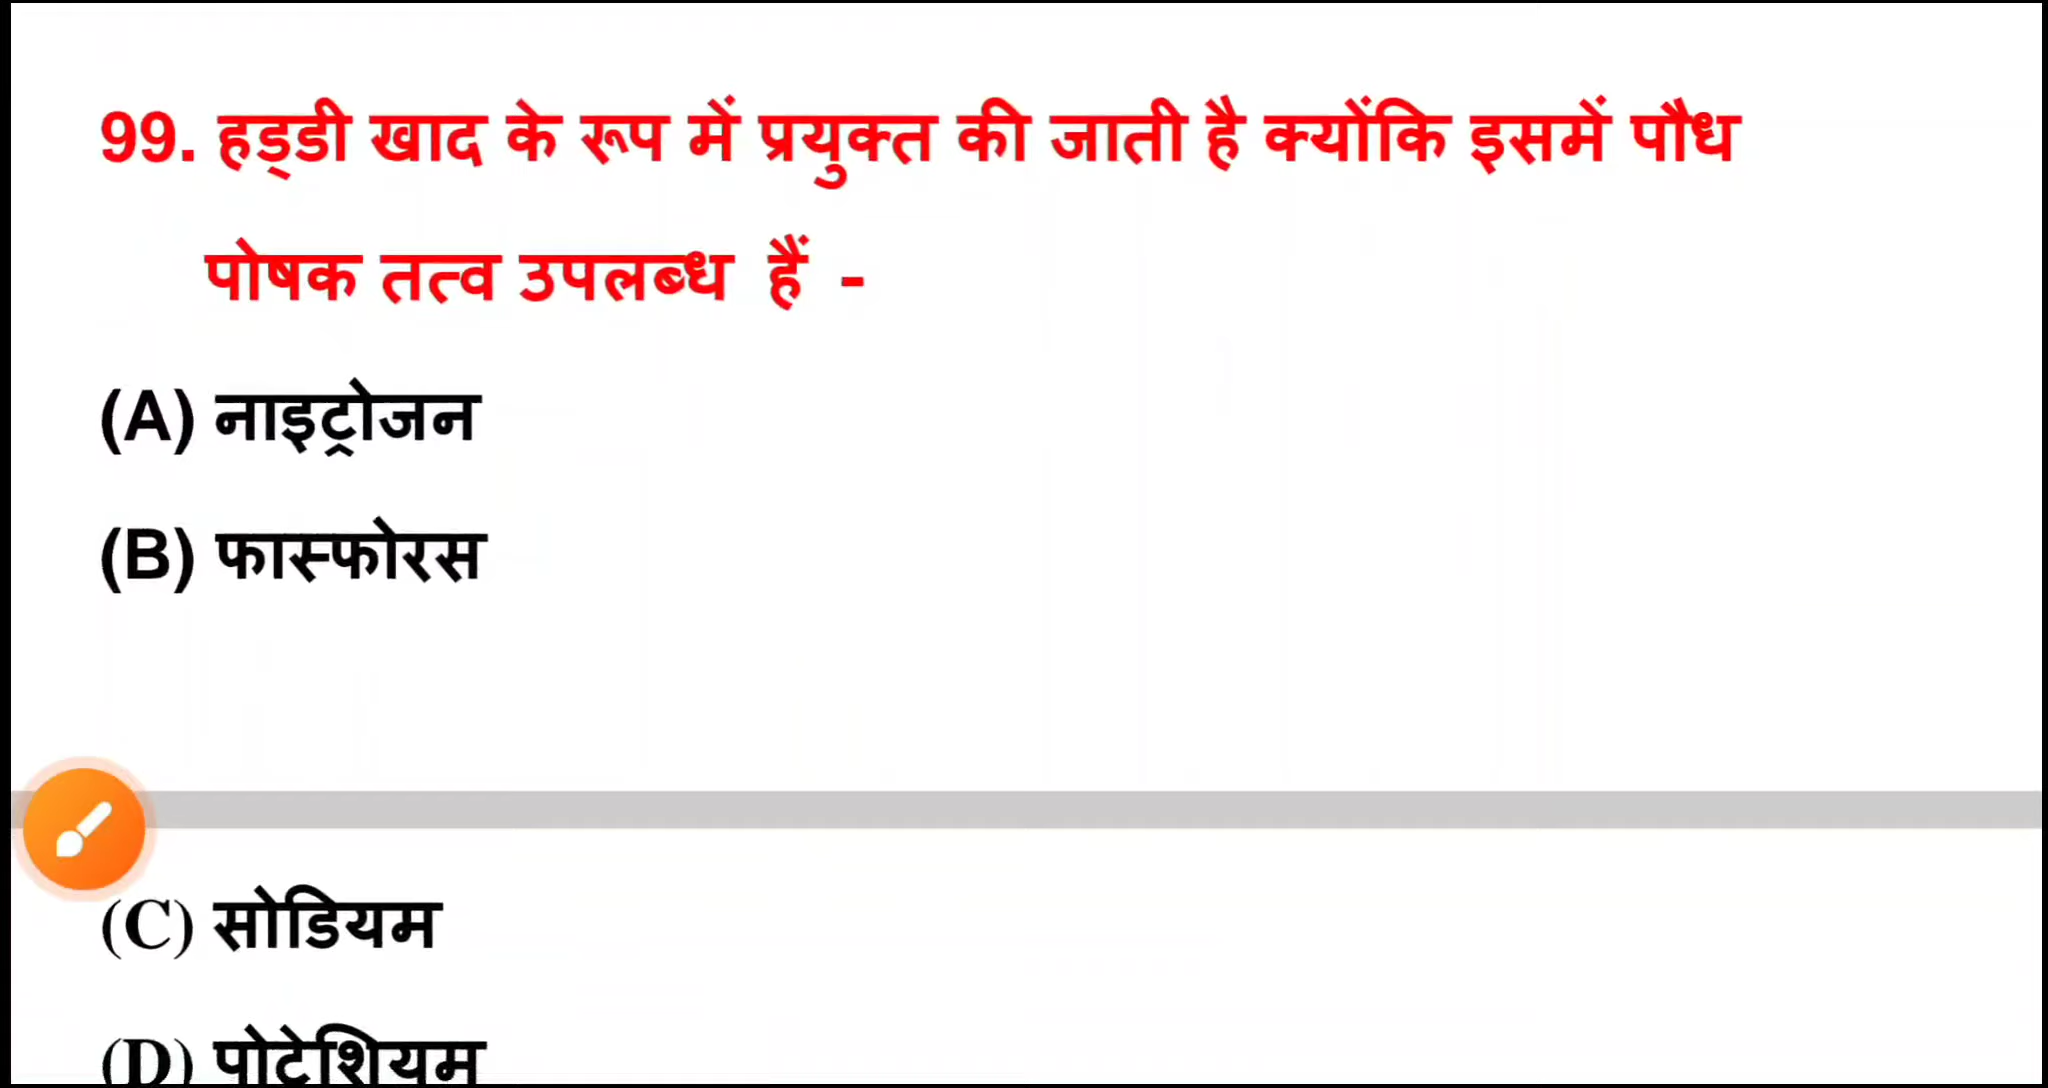 99. हड्डी खाद के रूप में प्रयुक्त की जाती है क्योंकि इसमें पौध
पोषक तत्व उपलब्ध हैं -
(A) नाइट्रोजन
(B) फास्फोरस
(C) सोडियम
(D) पोटेशियम